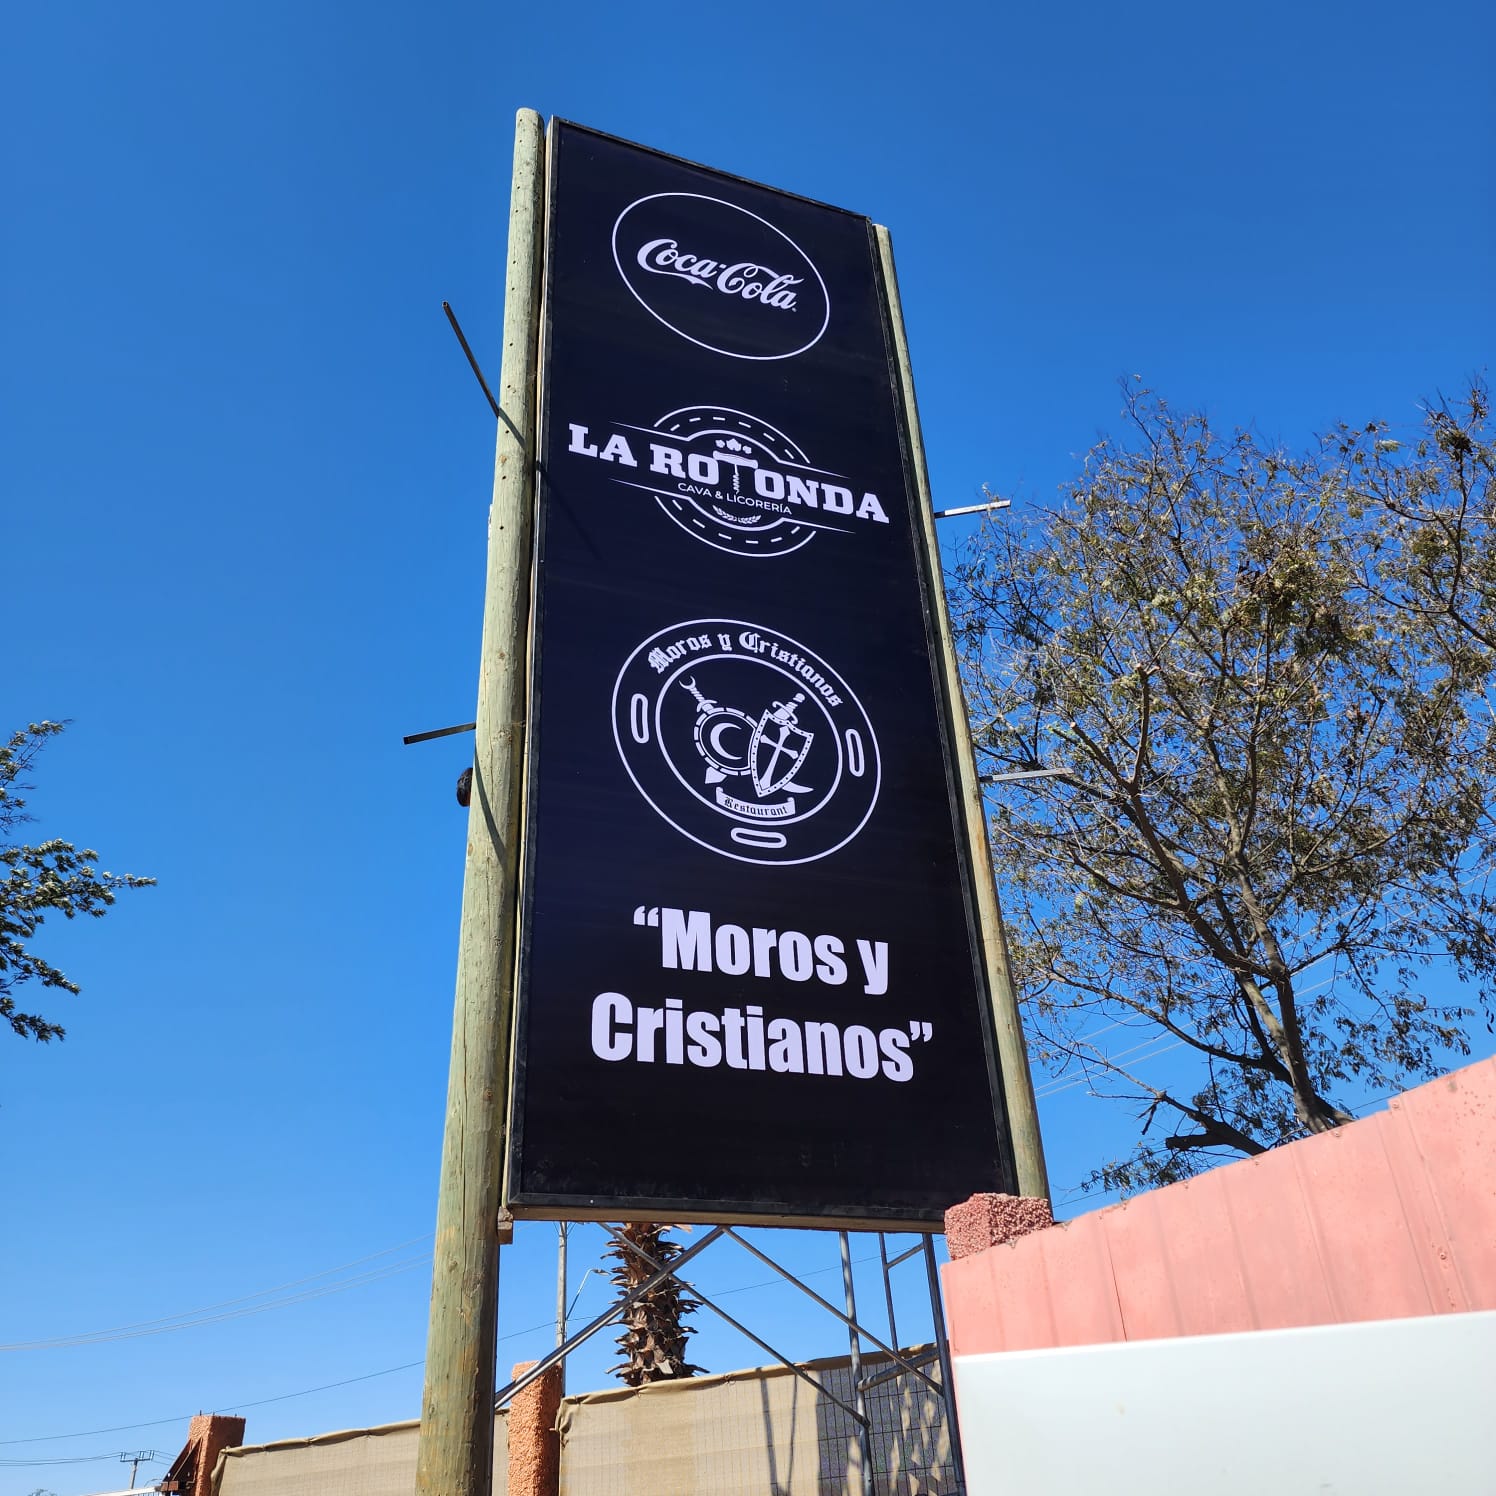 Coca-Cola
LA ROTONDA
CAVA & LICORERÍA
Moros y Cristianos
Restaurant
“Moros y
Cristianos”